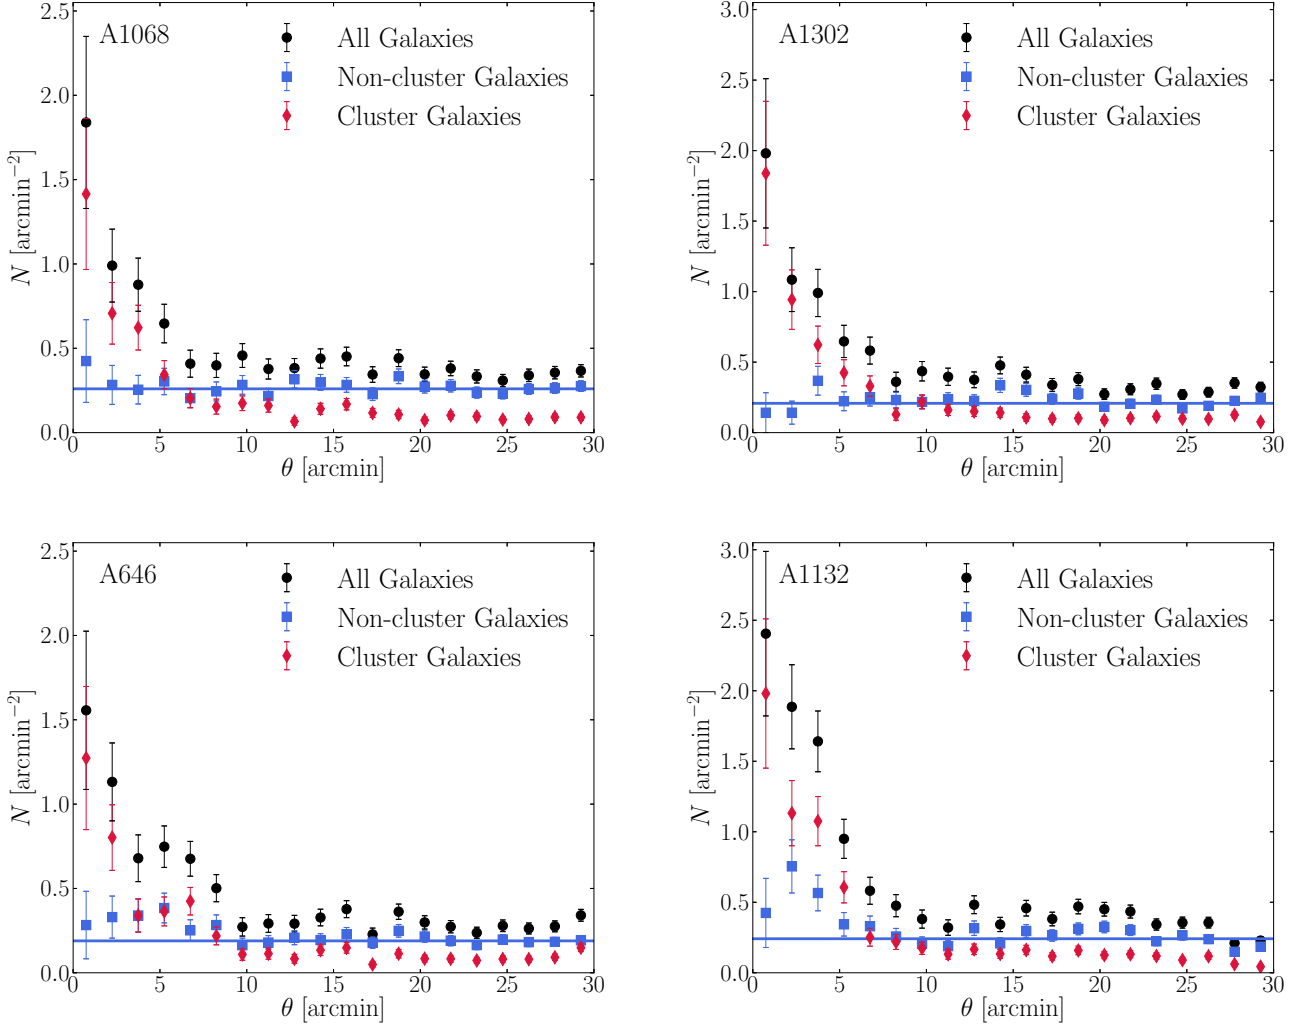 A1068
All Galaxies
Non-cluster Galaxies
Cluster Galaxies
N [arcmin⁻²]
2.5
2.0
1.5
1.0
0.5
0.0
0 5 10 15 20 25 30
θ [arcmin]
A1302
All Galaxies
Non-cluster Galaxies
Cluster Galaxies
N [arcmin⁻²]
3.0
2.5
2.0
1.5
1.0
0.5
0.0
0 5 10 15 20 25 30
θ [arcmin]
A646
All Galaxies
Non-cluster Galaxies
Cluster Galaxies
N [arcmin⁻²]
2.5
2.0
1.5
1.0
0.5
0.0
0 5 10 15 20 25 30
θ [arcmin]
A1132
All Galaxies
Non-cluster Galaxies
Cluster Galaxies
N [arcmin⁻²]
3.0
2.5
2.0
1.5
1.0
0.5
0.0
0 5 10 15 20 25 30
θ [arcmin]